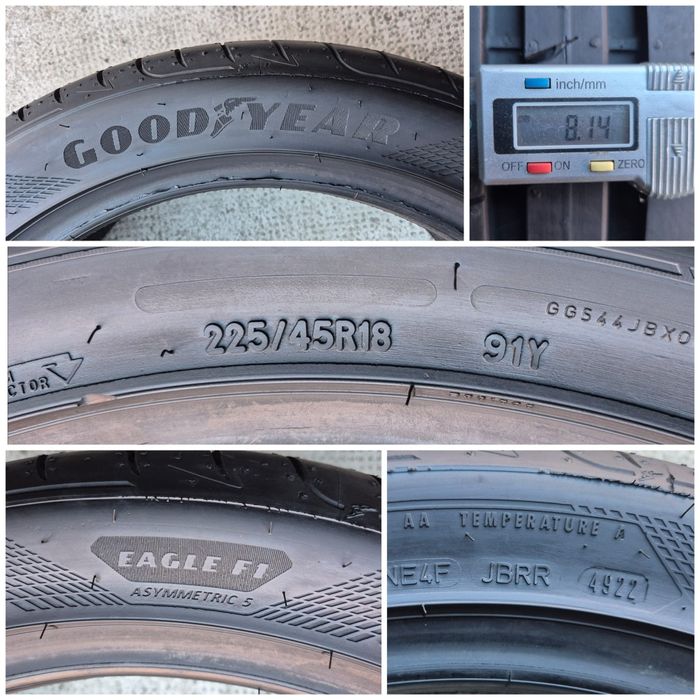 GOODYEAR
inch/mm
8.14
OFF ON ZERO
225/45R18 91Y
GG544JBX0
CTOR
EAGLE F1
ASYMMETRIC 5
AA TEMPERATURE A
NE4F JBRR 4922